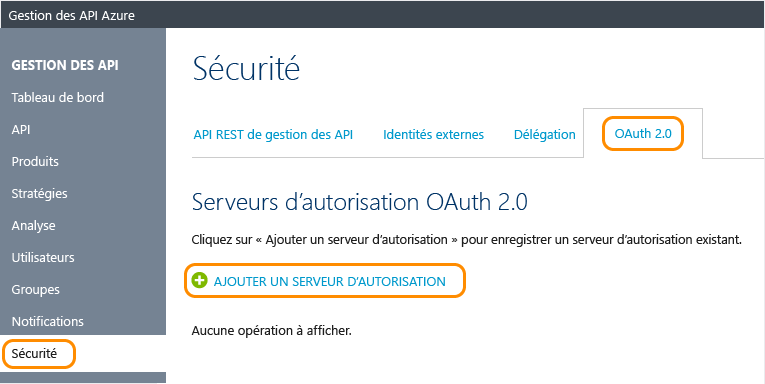 Gestion des API Azure
GESTION DES API
Tableau de bord
API
Produits
Stratégies
Analyse
Utilisateurs
Groupes
Notifications
Sécurité
Sécurité
API REST de gestion des API
Identités externes
Délégation
OAuth 2.0
Serveurs d’autorisation OAuth 2.0
Cliquez sur « Ajouter un serveur d’autorisation » pour enregistrer un serveur d’autorisation existant.
AJOUTER UN SERVEUR D’AUTORISATION
Aucune opération à afficher.